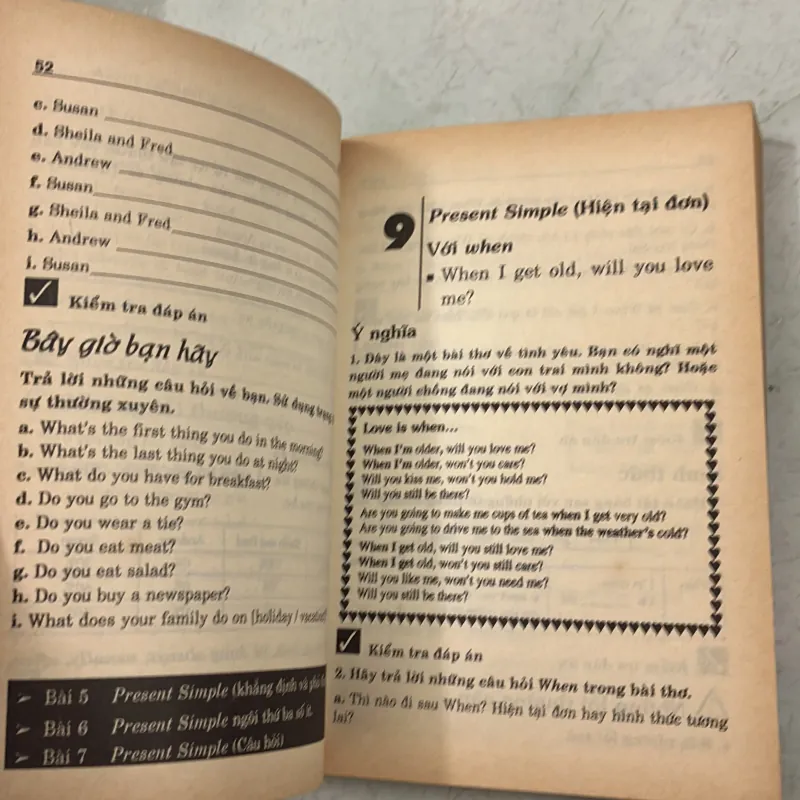 52
c. Susan
d. Sheila and Fred
e. Andrew
f. Susan
g. Sheila and Fred
h. Andrew
i. Susan
Kiểm tra đáp án
Bây giờ bạn hãy
Trả lời những câu hỏi về bạn. Sử dụng
sự thường xuyên.
a. What's the first thing you do in the morning?
b. What's the last thing you do at night?
c. What do you have for breakfast?
d. Do you go to the gym?
e. Do you wear a tie?
f. Do you eat meat?
g. Do you eat salad?
h. Do you buy a newspaper?
i. What does your family do on (holiday / vacation)
➢ Bài 5 Present Simple (khẳng định và phủ
➢ Bài 6 Present Simple ngôi thứ ba số ít.
➢ Bài 7 Present Simple (Câu hỏi)
9
Present Simple (Hiện tại đơn)
Với when
▪ When I get old, will you love
me?
Ý nghĩa
1. Đây là một bài thơ về tình yêu. Bạn có nghĩ một
người mẹ đang nói với con trai mình không? Hoặc
một người chồng đang nói với vợ mình?
Love is when...
When I'm older, will you love me?
When I'm older, won't you care?
Will you kiss me, won't you hold me?
Will you still be there?
Are you going to make me cups of tea when I get very old?
Are you going to drive me to the sea when the weather's cold?
When I get old, will you still love me?
When I get old, won't you still care?
Will you like me, won't you need me?
Will you still be there?
Kiểm tra đáp án
2. Hãy trả lời những câu hỏi When trong bài thơ.
a. Thì nào đi sau When? Hiện tại đơn hay hình thức tương
lai?